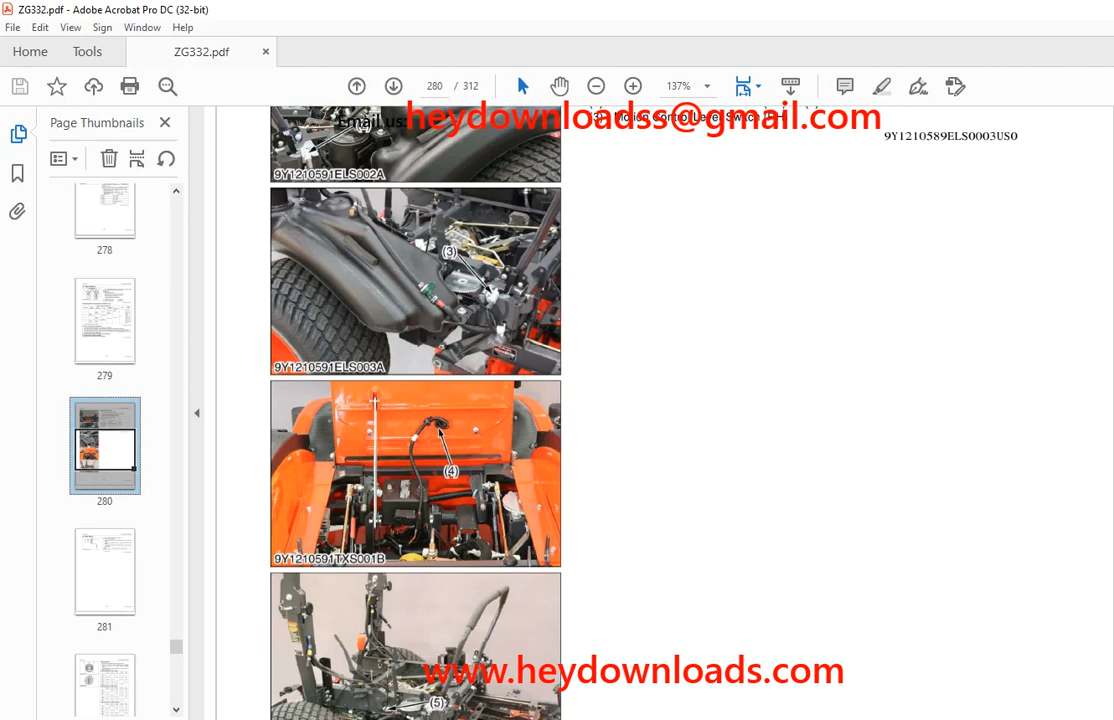 ZG332.pdf - Adobe Acrobat Pro DC (32-bit)
File Edit View Sign Window Help
Home Tools ZG332.pdf ×
280 / 312 137%
Email us: heydownloadss@gmail.com
9Y1210589ELS0003US0
Page Thumbnails
9Y1210591ELS002A
278
(3)
279
9Y1210591ELS003A
(4)
280
9Y1210591TXS001B
281
www.heydownloads.com
(5)